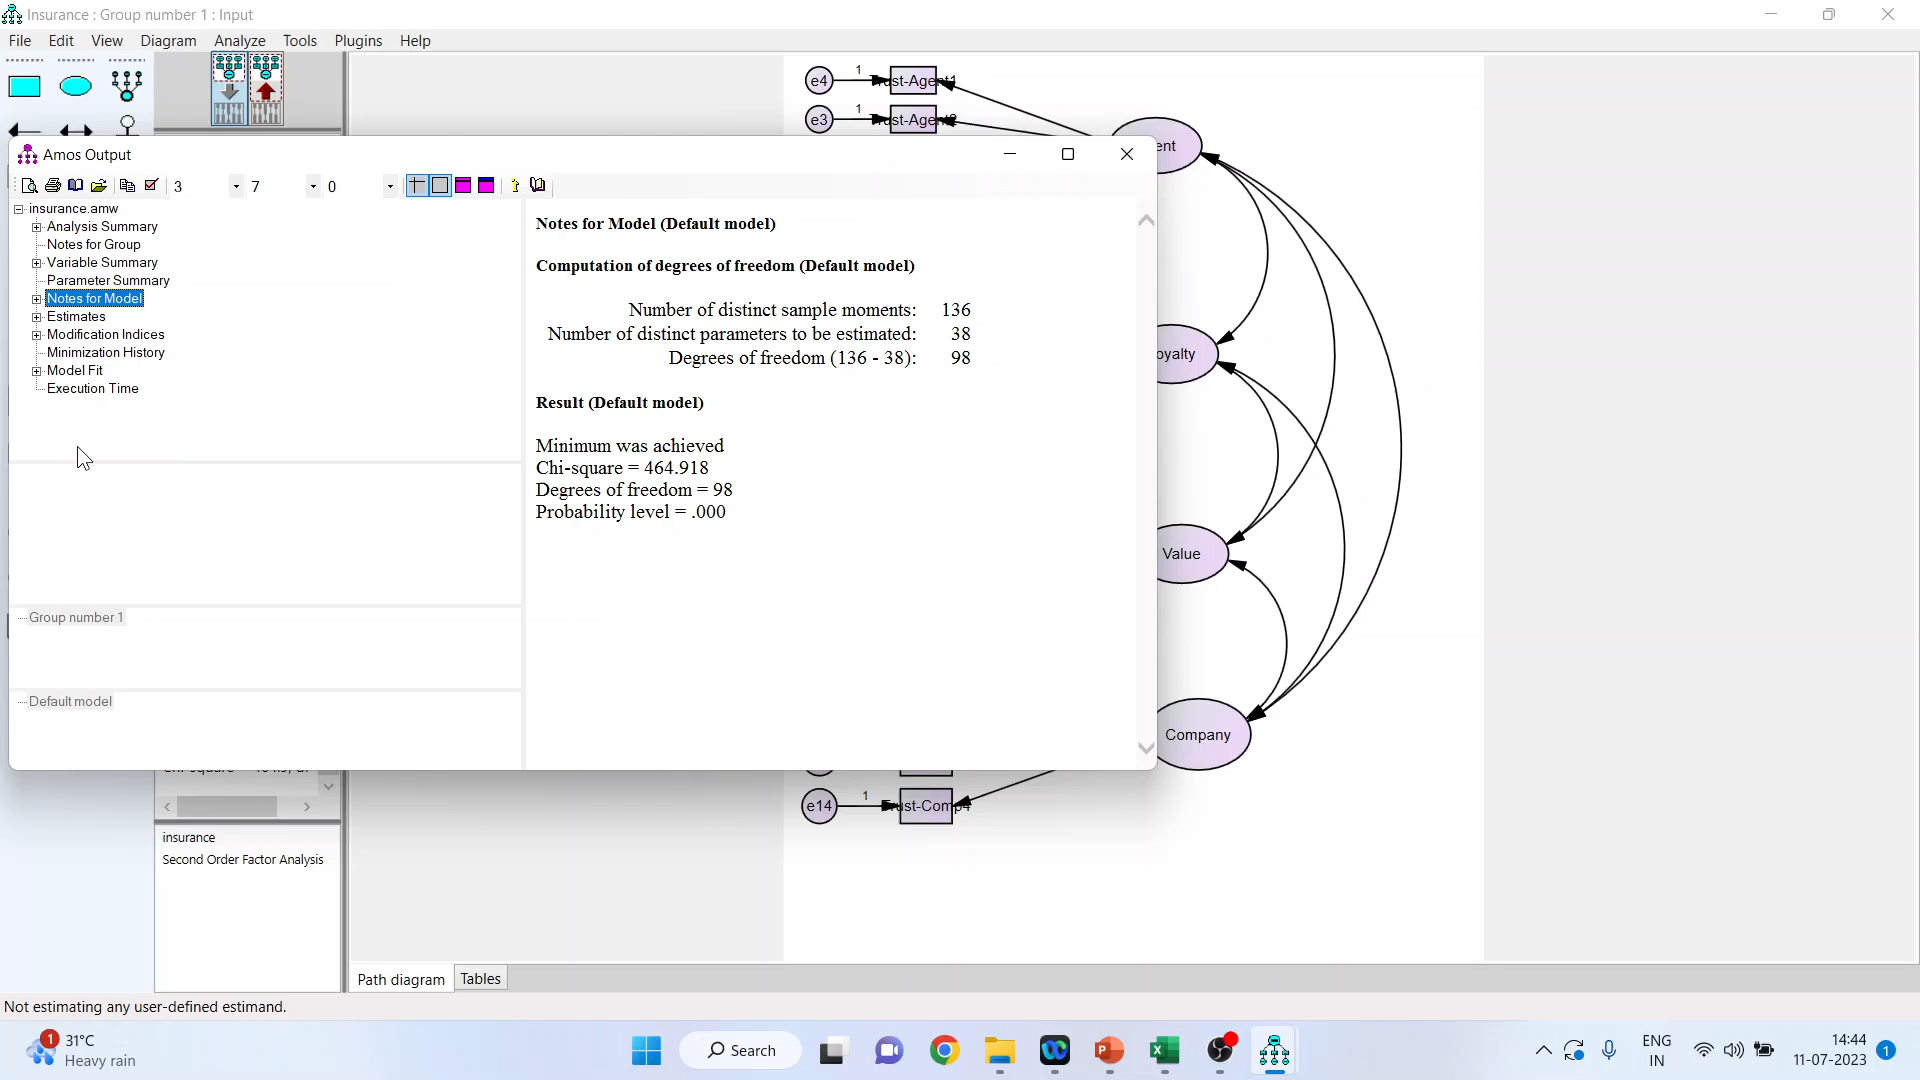 Insurance : Group number 1 : Input
File Edit View Diagram Analyze Tools Plugins Help
e4 1 Trust-Agent1
e3 1
Amos Output
3 7 0
insurance.amw
Analysis Summary
Notes for Group
Variable Summary
Parameter Summary
Notes for Model
Estimates
Modification Indices
Minimization History
Model Fit
Execution Time
Group number 1
Default model
Notes for Model (Default model)
Computation of degrees of freedom (Default model)
Number of distinct sample moments: 136
Number of distinct parameters to be estimated: 38
Degrees of freedom (136 - 38): 98
Result (Default model)
Minimum was achieved
Chi-square = 464.918
Degrees of freedom = 98
Probability level = .000
Value
Company
e14 1 Trust-Comp4
insurance
Second Order Factor Analysis
Path diagram Tables
Not estimating any user-defined estimand.
1 31°C
Heavy rain
Search
ENG
IN
14:44
11-07-2023 1